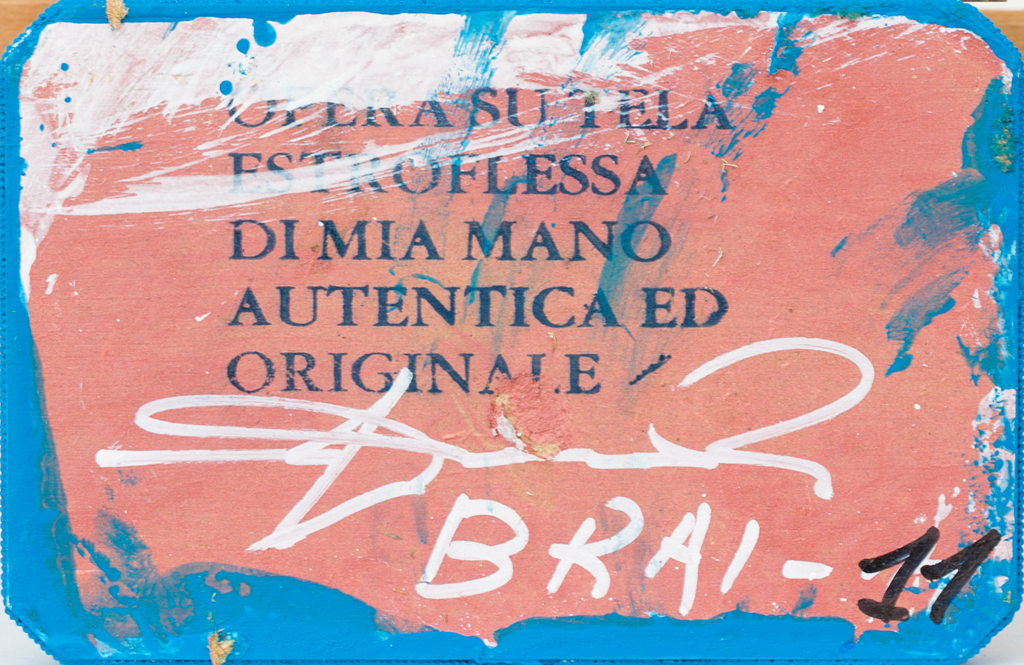 OPERA SU TELA
ESTROFLESSA
DI MIA MANO
AUTENTICA ED
ORIGINALE
BRAI-11